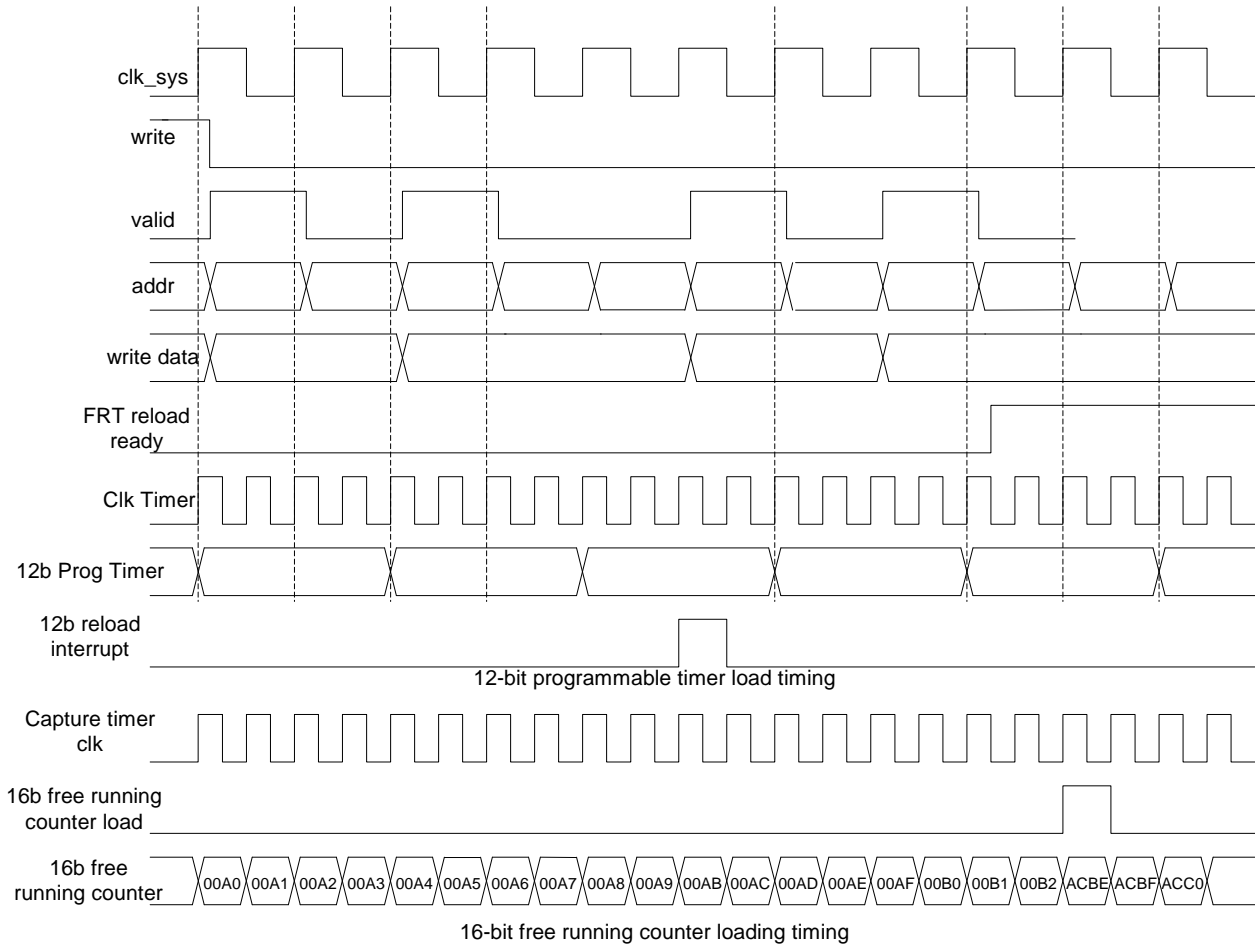 clk_sys
write
valid
addr
write data
FRT reload
ready
Clk Timer
12b Prog Timer
12b reload
interrupt
12-bit programmable timer load timing
Capture timer
clk
16b free running
counter load
16b free
running counter
00A0 00A1 00A2 00A3 00A4 00A5 00A6 00A7 00A8 00A9 00AB 00AC 00AD 00AE 00AF 00B0 00B1 00B2 ACBE ACBF ACC0
16-bit free running counter loading timing